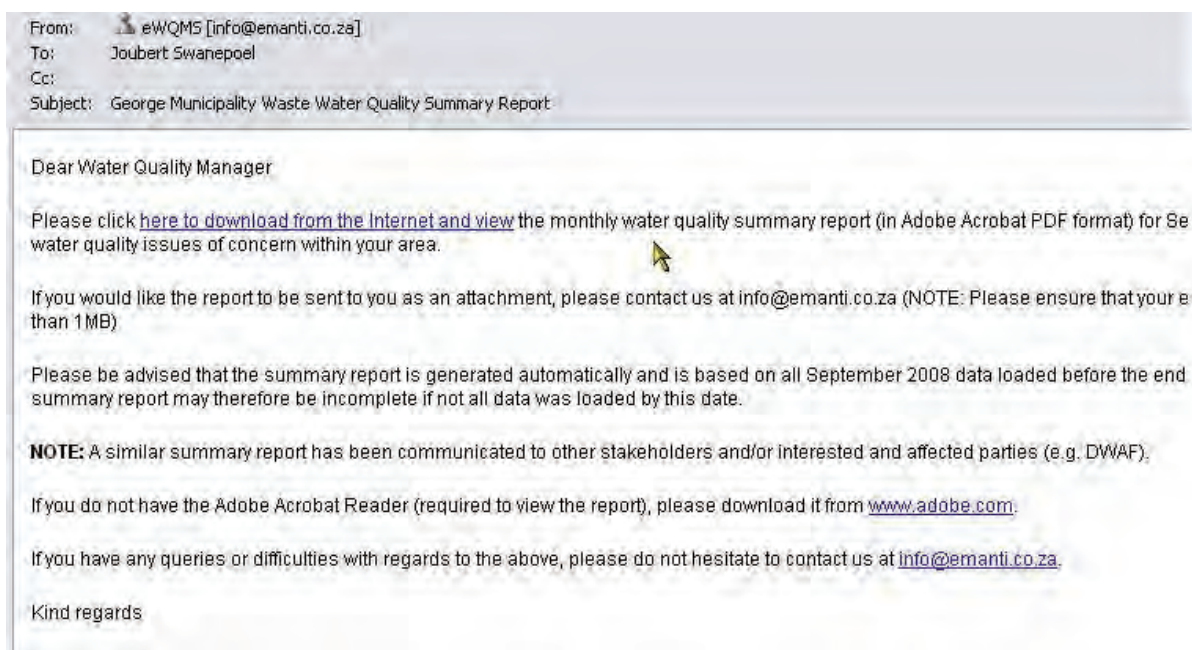 From: eWQMS [info@emanti.co.za]
To: Joubert Swanepoel
Cc:
Subject: George Municipality Waste Water Quality Summary Report
Dear Water Quality Manager
Please click here to download from the Internet and view the monthly water quality summary report (in Adobe Acrobat PDF format) for Se
water quality issues of concern within your area.
If you would like the report to be sent to you as an attachment, please contact us at info@emanti.co.za (NOTE: Please ensure that your e
than 1MB)
Please be advised that the summary report is generated automatically and is based on all September 2008 data loaded before the end
summary report may therefore be incomplete if not all data was loaded by this date.
NOTE: A similar summary report has been communicated to other stakeholders and/or interested and affected parties (e.g. DWAF).
If you do not have the Adobe Acrobat Reader (required to view the report), please download it from www.adobe.com.
If you have any queries or difficulties with regards to the above, please do not hesitate to contact us at info@emanti.co.za.
Kind regards